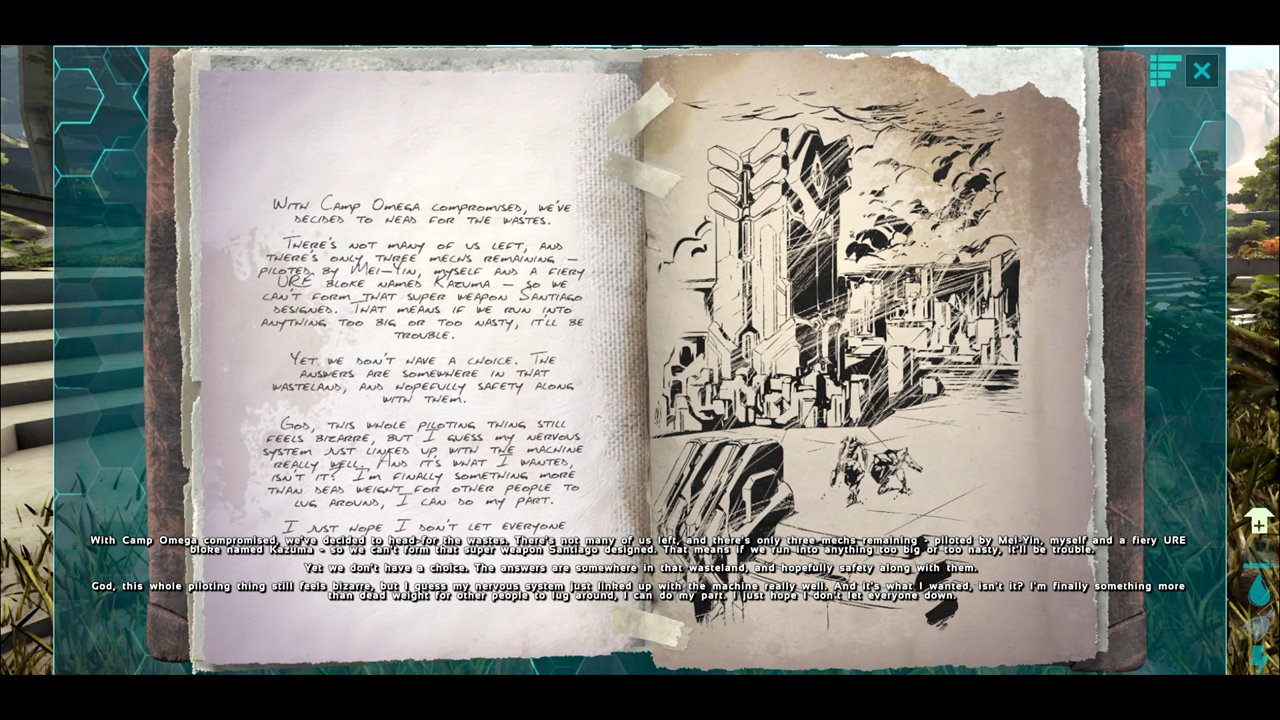 With Camp Omega compromised, we've
decided to head for the wastes.
There's not many of us left, and
there's only three mechs remaining –
piloted by Mei-Yin, myself and a fiery
URE bloke named Kazuma – so we
can't form that super weapon Santiago
designed. That means if we run into
anything too big or too nasty, it'll be
trouble.
Yet we don't have a choice. The
answers are somewhere in that
wasteland, and hopefully safety along
with them.
God, this whole piloting thing still
feels bizarre, but I guess my nervous
system just linked up with the machine
really well. And it's what I wanted,
isn't it? I'm finally something more
than dead weight for other people to
lug around, I can do my part.
I just hope I don't let everyone
With Camp Omega compromised, we've decided to head for the wastes. There's not many of us left, and there's only three mechs remaining - piloted by Mei-Yin, myself and a fiery URE
bloke named Kazuma - so we can't form that super weapon Santiago designed. That means if we run into anything too big or too nasty, it'll be trouble.
Yet we don't have a choice. The answers are somewhere in that wasteland, and hopefully safety along with them.
God, this whole piloting thing still feels bizarre, but I guess my nervous system just linked up with the machine really well. And it's what I wanted, isn't it? I'm finally something more
than dead weight for other people to lug around, I can do my part. I just hope I don't let everyone down.